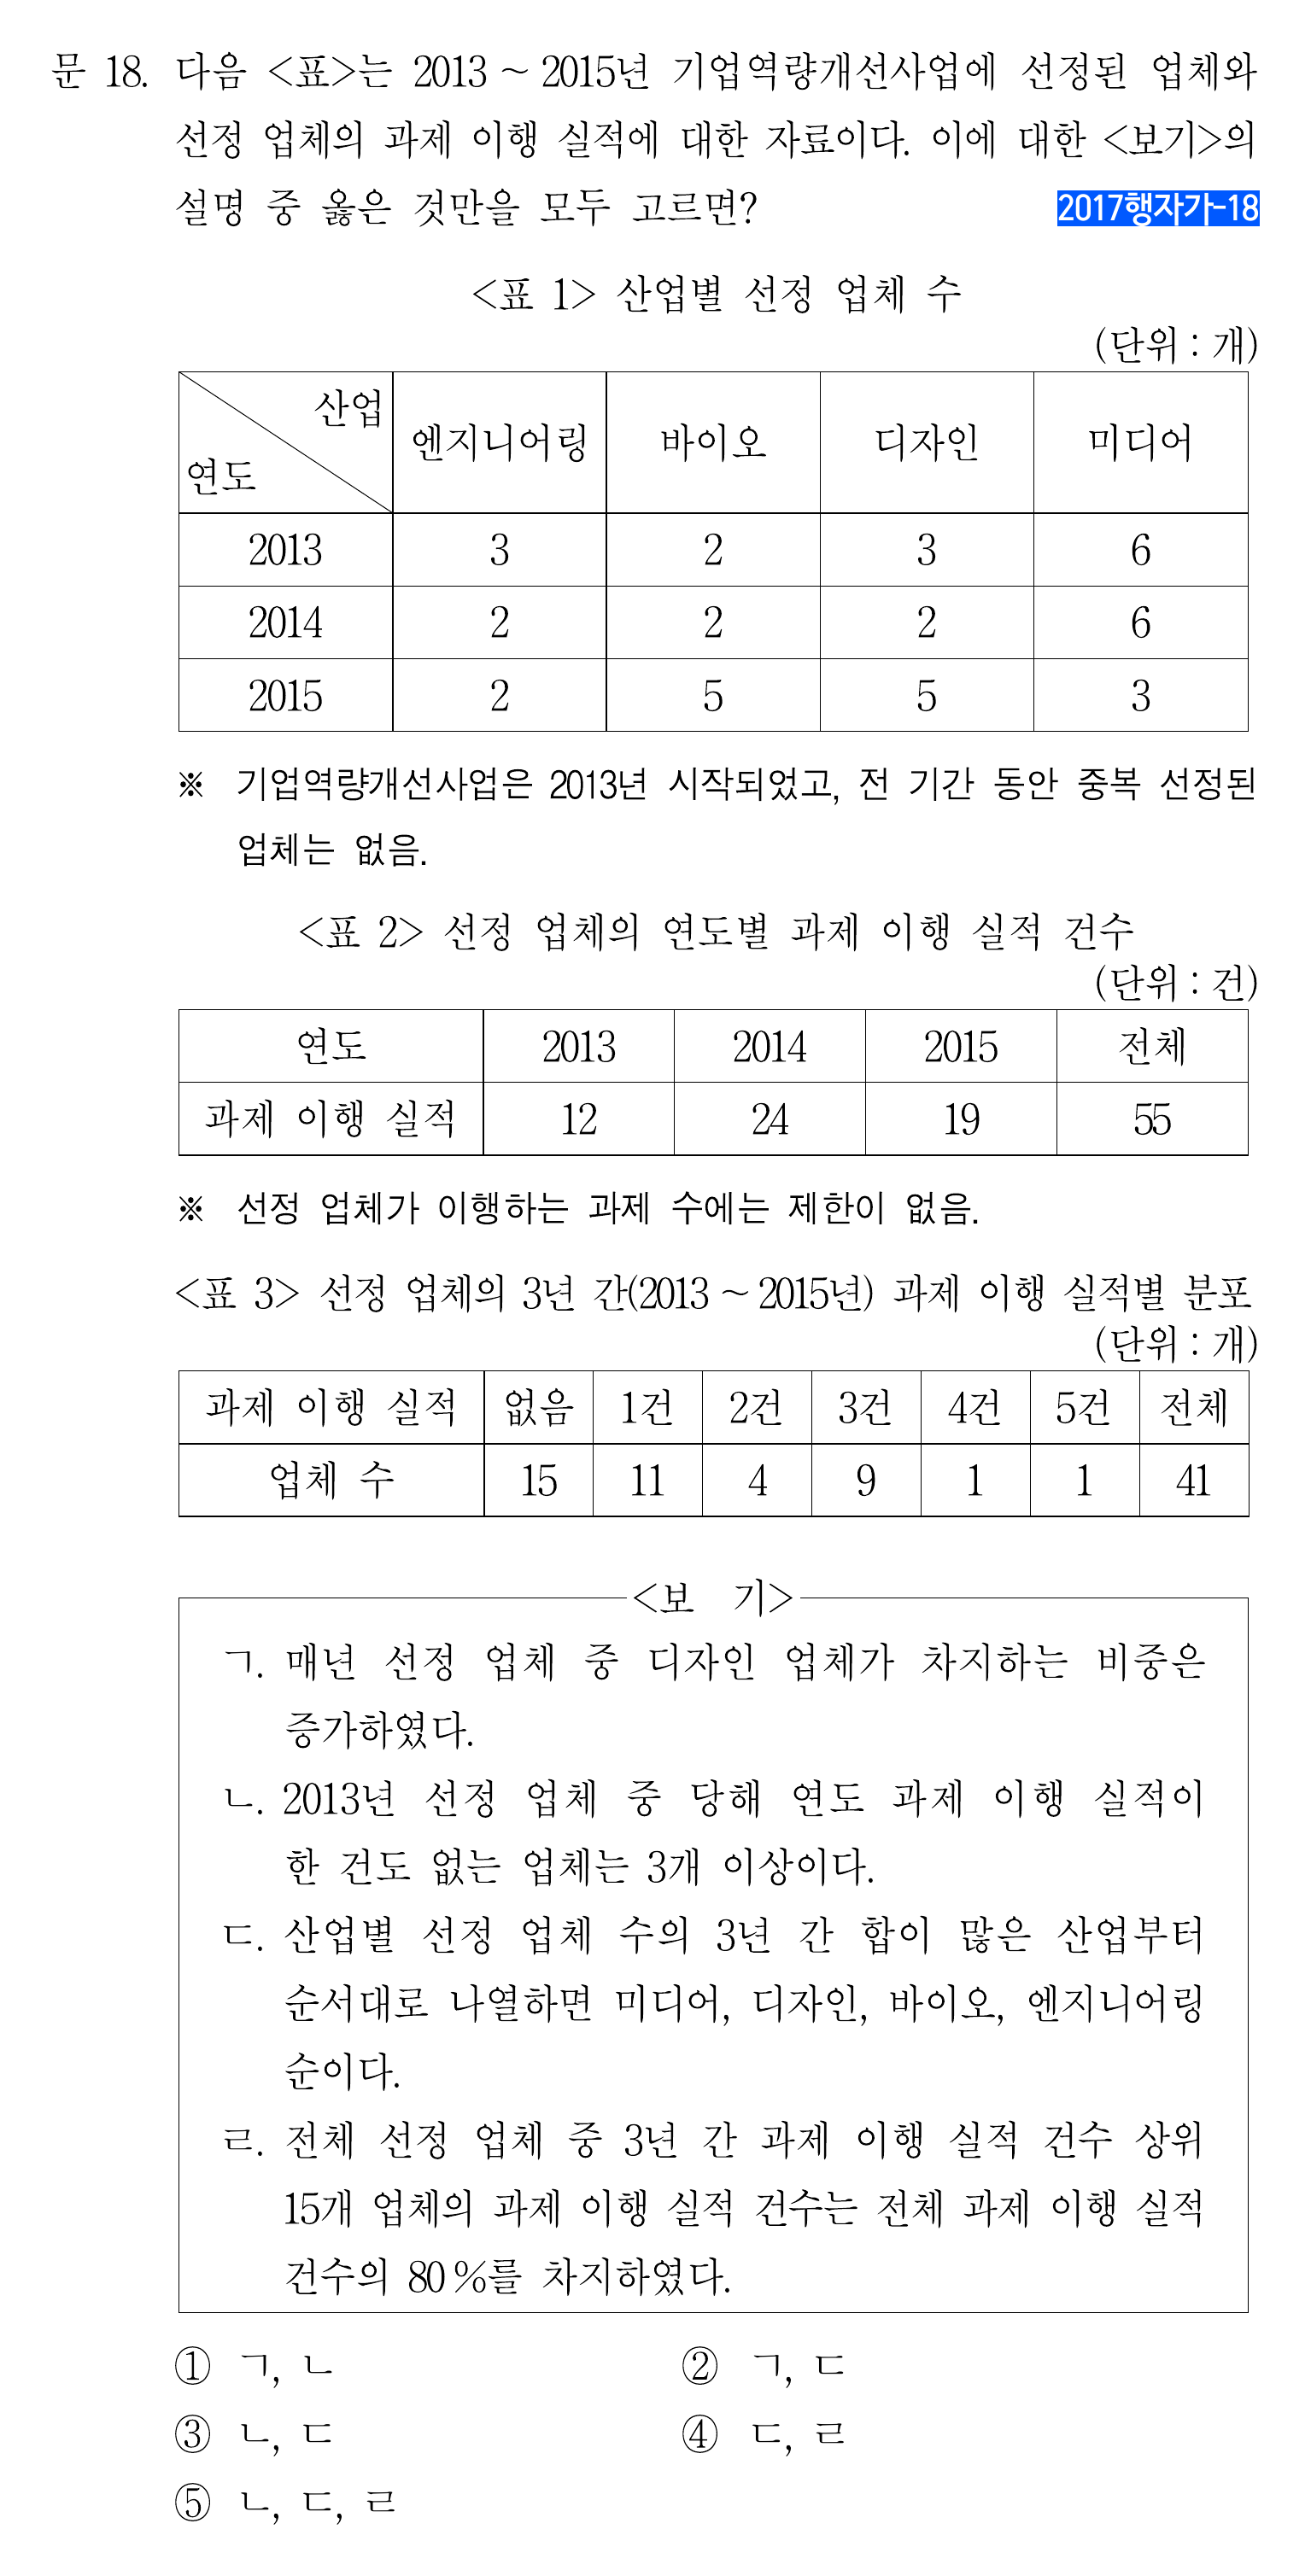 문 18. 다음 <표>는 2013 ~ 2015년 기업역량개선사업에 선정된 업체와
선정 업체의 과제 이행 실적에 대한 자료이다. 이에 대한 <보기>의
설명 중 옳은 것만을 모두 고르면? 2017행자가-18
<표 1> 산업별 선정 업체 수
(단위 : 개)
산업
연도 엔지니어링 바이오 디자인 미디어
2013 3 2 3 6
2014 2 2 2 6
2015 2 5 5 3
※ 기업역량개선사업은 2013년 시작되었고, 전 기간 동안 중복 선정된
업체는 없음.
<표 2> 선정 업체의 연도별 과제 이행 실적 건수
(단위 : 건)
연도 2013 2014 2015 전체
과제 이행 실적 12 24 19 55
※ 선정 업체가 이행하는 과제 수에는 제한이 없음.
<표 3> 선정 업체의 3년 간(2013 ~ 2015년) 과제 이행 실적별 분포
(단위 : 개)
과제 이행 실적 없음 1건 2건 3건 4건 5건 전체
업체 수 15 11 4 9 1 1 41
<보 기>
ㄱ. 매년 선정 업체 중 디자인 업체가 차지하는 비중은
증가하였다.
ㄴ. 2013년 선정 업체 중 당해 연도 과제 이행 실적이
한 건도 없는 업체는 3개 이상이다.
ㄷ. 산업별 선정 업체 수의 3년 간 합이 많은 산업부터
순서대로 나열하면 미디어, 디자인, 바이오, 엔지니어링
순이다.
ㄹ. 전체 선정 업체 중 3년 간 과제 이행 실적 건수 상위
15개 업체의 과제 이행 실적 건수는 전체 과제 이행 실적
건수의 80 %를 차지하였다.
① ㄱ, ㄴ ② ㄱ, ㄷ
③ ㄴ, ㄷ ④ ㄷ, ㄹ
⑤ ㄴ, ㄷ, ㄹ